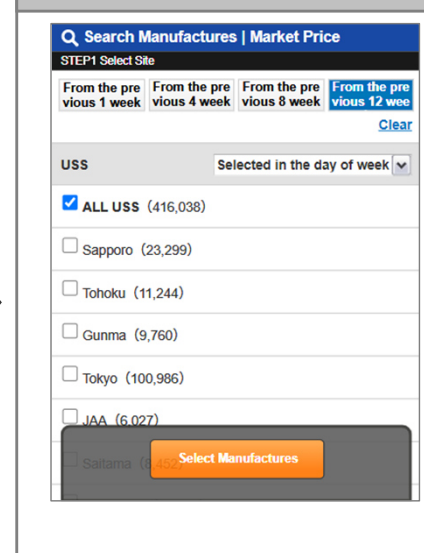 Search Manufactures | Market Price
STEP1 Select Site
From the pre
vious 1 week
From the pre
vious 4 week
From the pre
vious 8 week
From the pre
vious 12 wee
Clear
USS
Selected in the day of week
ALL USS (416,038)
Sapporo (23,299)
Tohoku (11,244)
Gunma (9,760)
Tokyo (100,986)
JAA (6,027)
Saitama (8,452)
Select Manufactures